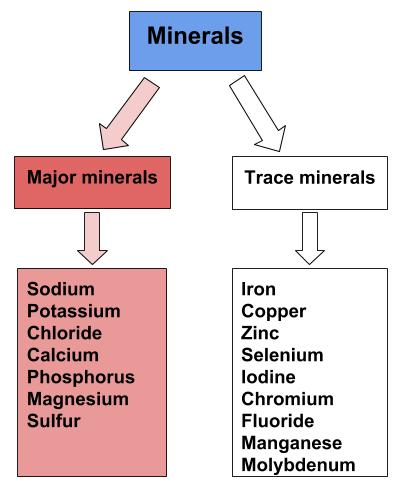 Minerals
Major minerals
Trace minerals
Sodium
Potassium
Chloride
Calcium
Phosphorus
Magnesium
Sulfur
Iron
Copper
Zinc
Selenium
Iodine
Chromium
Fluoride
Manganese
Molybdenum